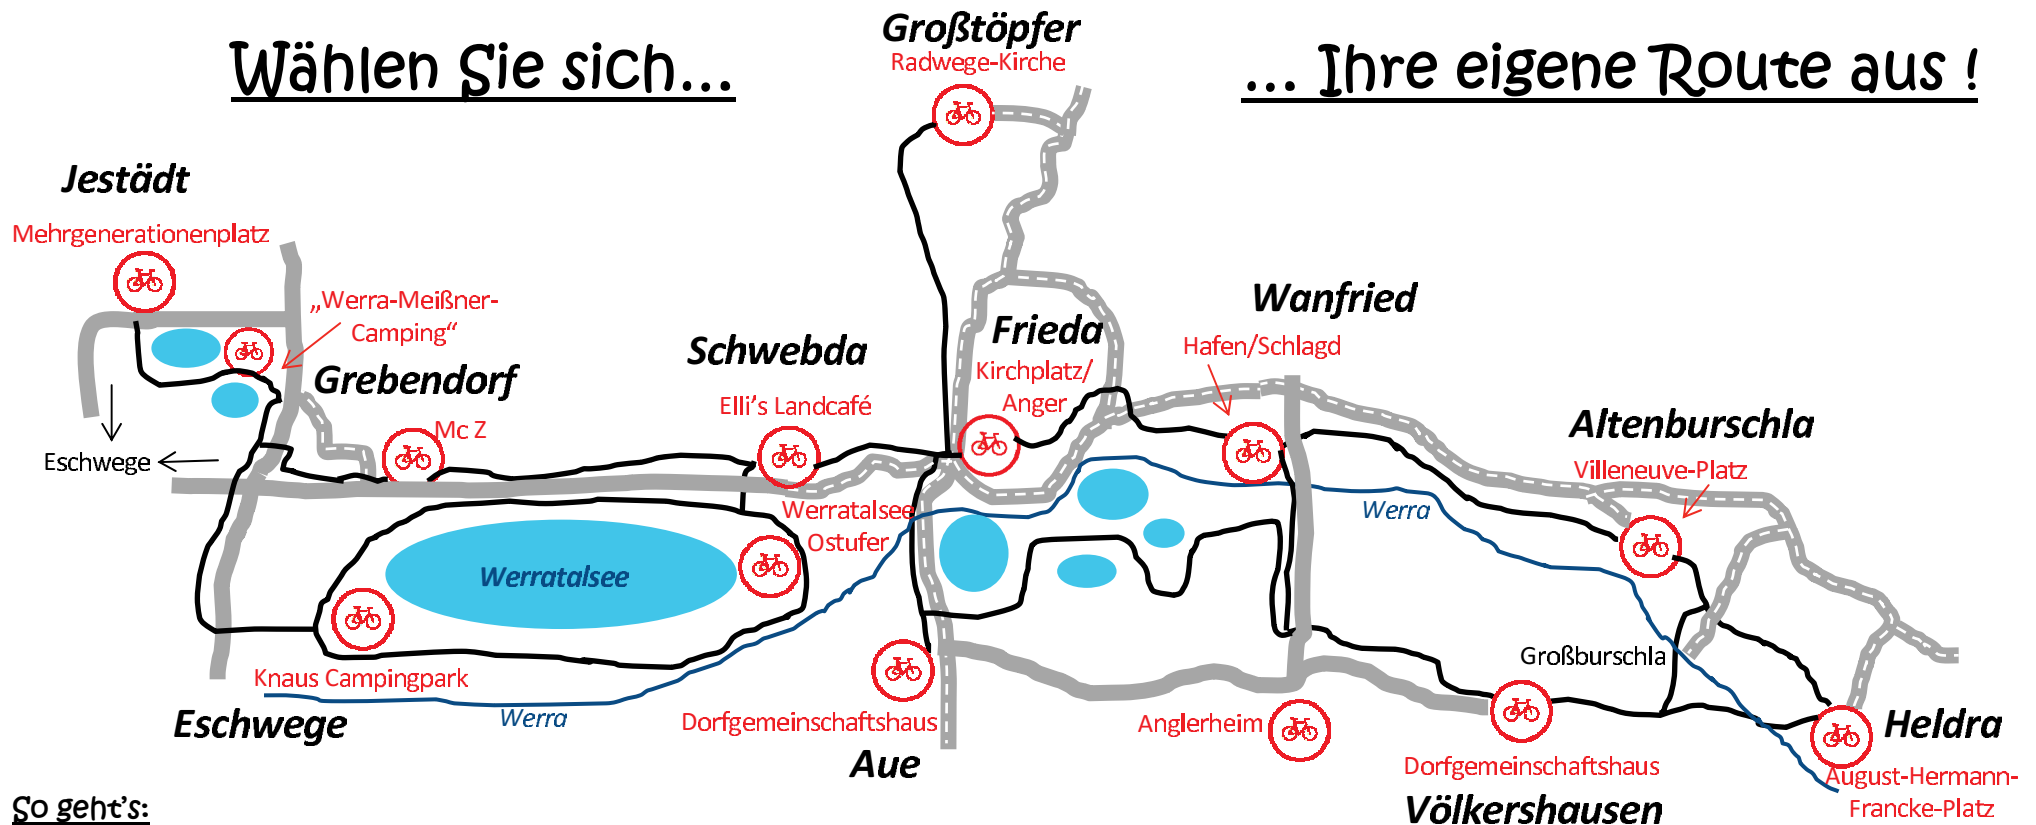 Wählen Sie sich...
... Ihre eigene Route aus !
Großtöpfer
Radwege-Kirche
Jestädt
Mehrgenerationenplatz
„Werra-Meißner-
Camping“
Grebendorf
Mc Z
Eschwege
Schwebda
Elli's Landcafé
Frieda
Kirchplatz/
Anger
Wanfried
Hafen/Schlagd
Altenburschla
Villeneuve-Platz
Werratalsee
Ostufer
Werra
Werratalsee
Großburschla
Knaus Campingpark
Eschwege
Werra
Dorfgemeinschaftshaus
Aue
Anglerheim
Dorfgemeinschaftshaus
Völkershausen
Heldra
August-Hermann-
Francke-Platz
So geht's: